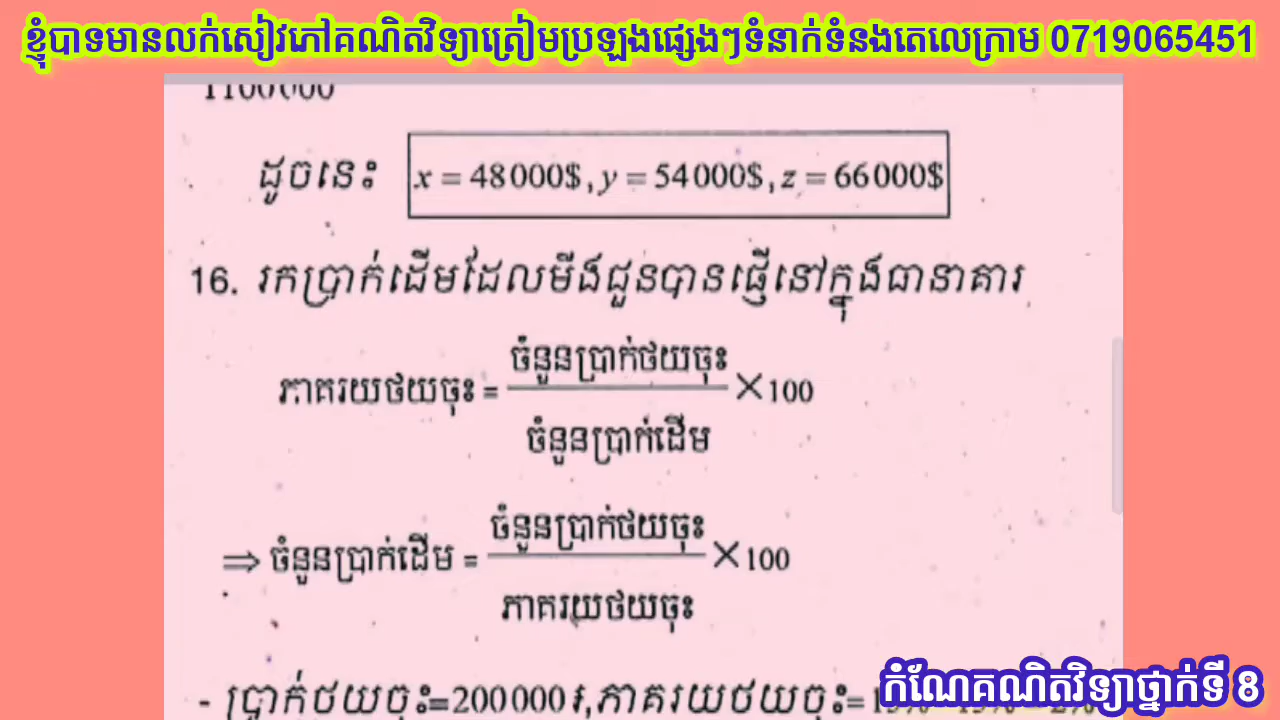 ខ្ញុំបាទមានលក់សៀវភៅគណិតវិទ្យាត្រៀមប្រឡងផ្សេងៗទំនាក់ទំនងតេលេក្រាម 0719065451
1100000
ដូចនេះ x = 48000$, y = 54000$, z = 66000$
16. រកប្រាក់ដើមដែលមីងជួនបានផ្ញើនៅក្នុងធានាគារ
ភាគរយថយចុះ = ចំនួនប្រាក់ថយចុះ / ចំនួនប្រាក់ដើម × 100
⇒ ចំនួនប្រាក់ដើម = ចំនួនប្រាក់ថយចុះ / ភាគរយថយចុះ × 100
- ប្រាក់ថយចុះ=200000៛,ភាគរយថយចុះ=
កំណែគណិតវិទ្យាថ្នាក់ទី 8